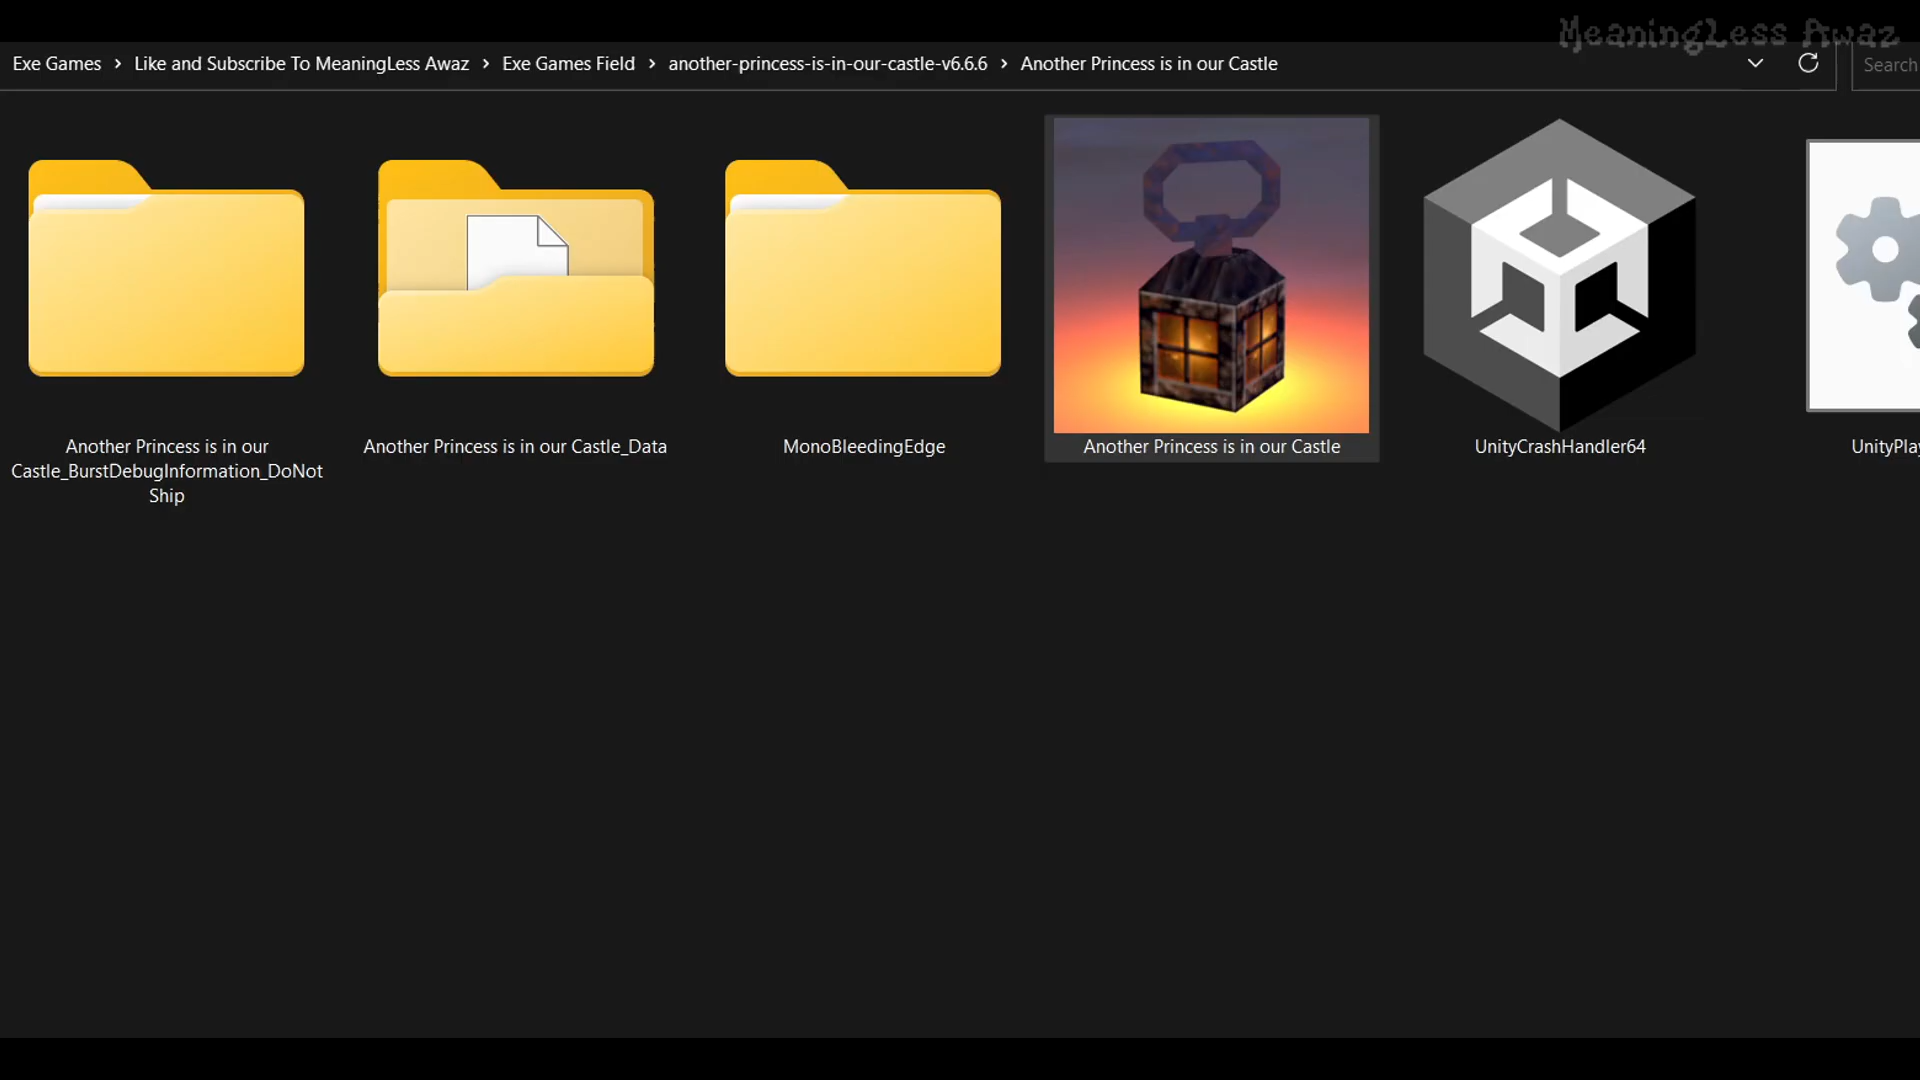 MeaningLess Awaz
Exe Games > Like and Subscribe To MeaningLess Awaz > Exe Games Field > another-princess-is-in-our-castle-v6.6.6 > Another Princess is in our Castle
Search
Another Princess is in our
Castle_BurstDebugInformation_DoNot
Ship
Another Princess is in our Castle_Data
MonoBleedingEdge
Another Princess is in our Castle
UnityCrashHandler64
UnityPlay